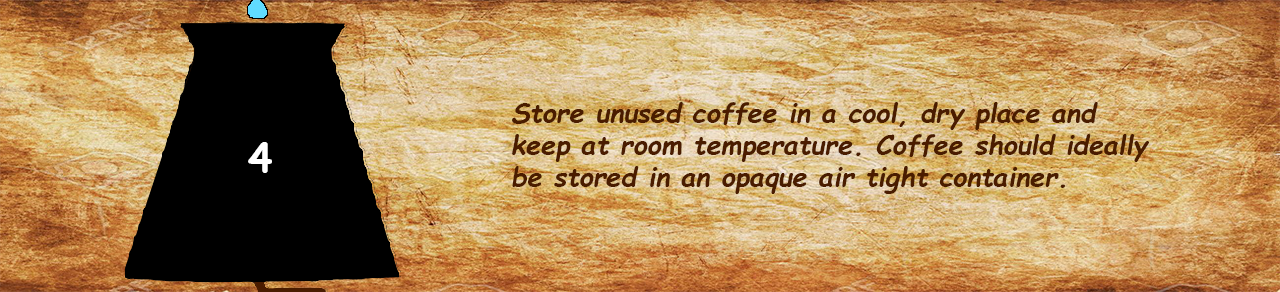 4
Store unused coffee in a cool, dry place and
keep at room temperature. Coffee should ideally
be stored in an opaque air tight container.